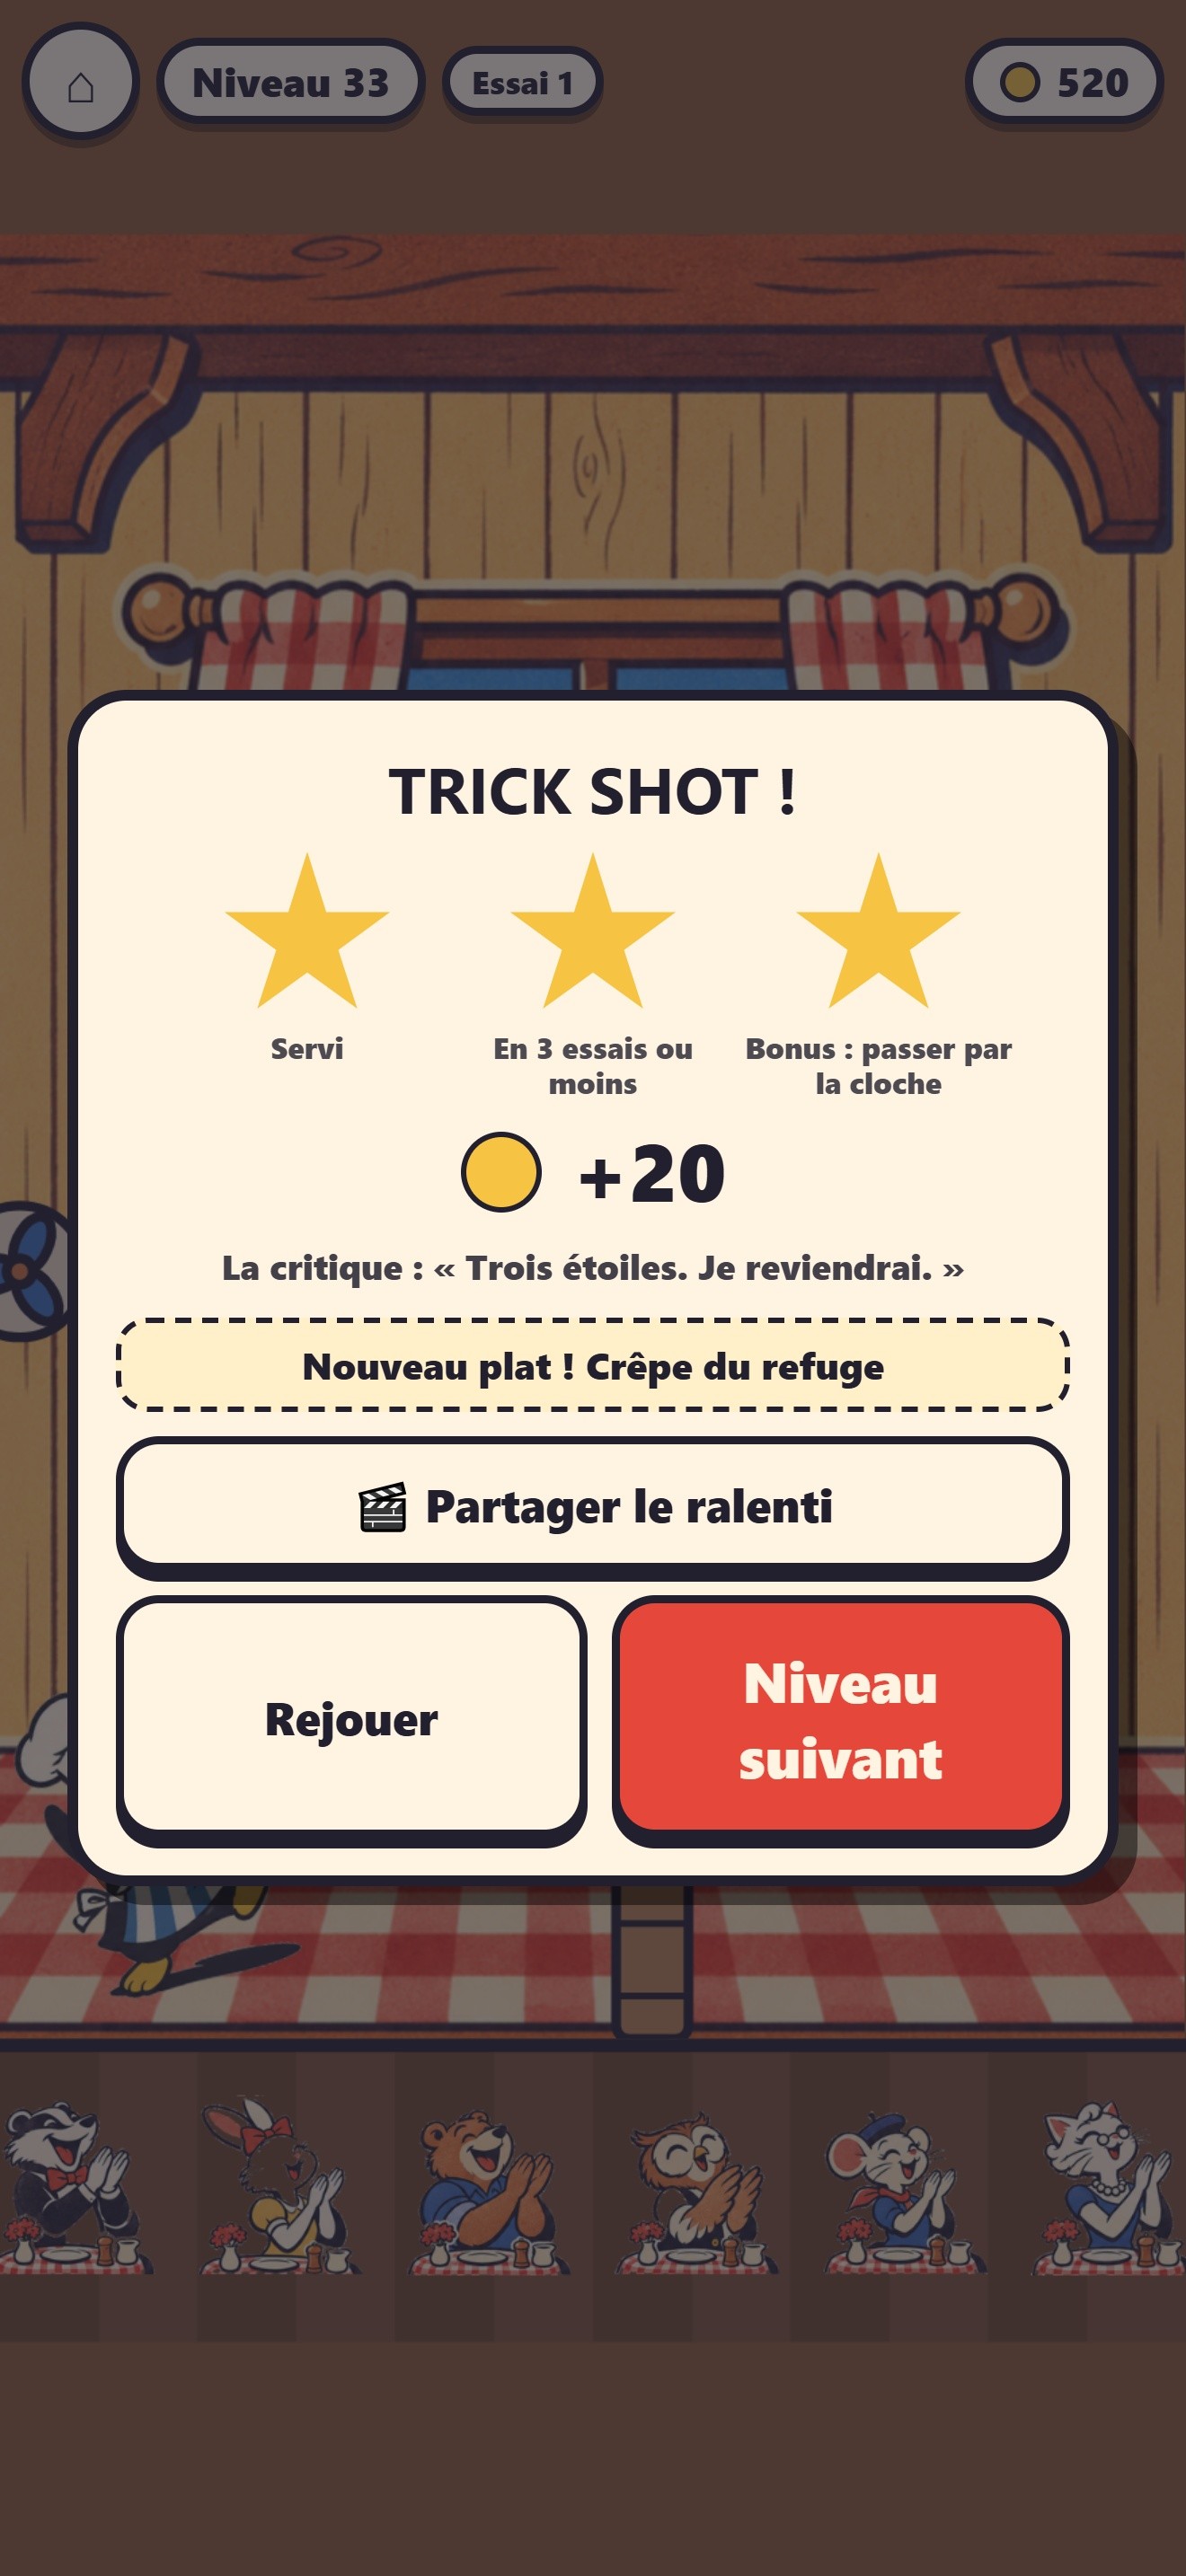 Niveau 33
Essai 1
520
TRICK SHOT !
Servi
En 3 essais ou
moins
Bonus : passer par
la cloche
+20
La critique : « Trois étoiles. Je reviendrai. »
Nouveau plat ! Crêpe du refuge
Partager le ralenti
Rejouer
Niveau
suivant